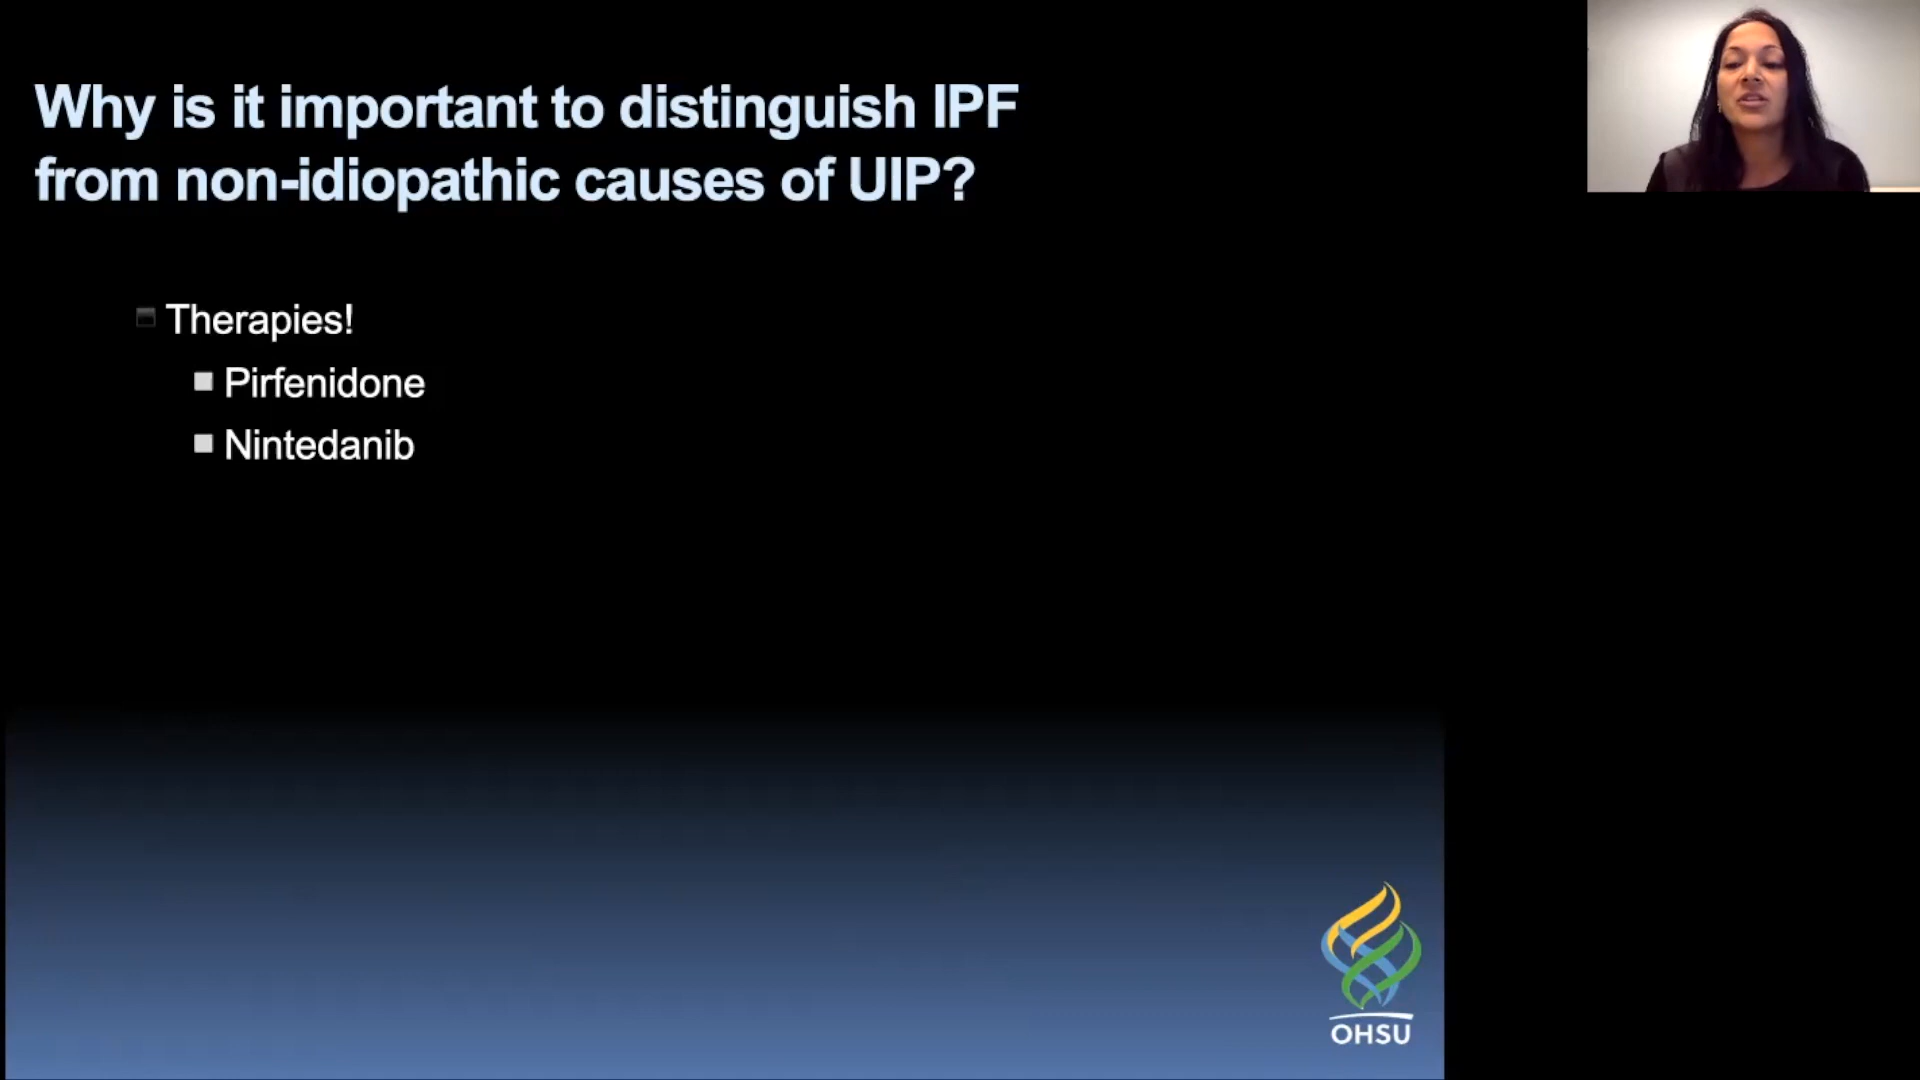 Why is it important to distinguish IPF
from non-idiopathic causes of UIP?
Therapies!
Pirfenidone
Nintedanib
OHSU